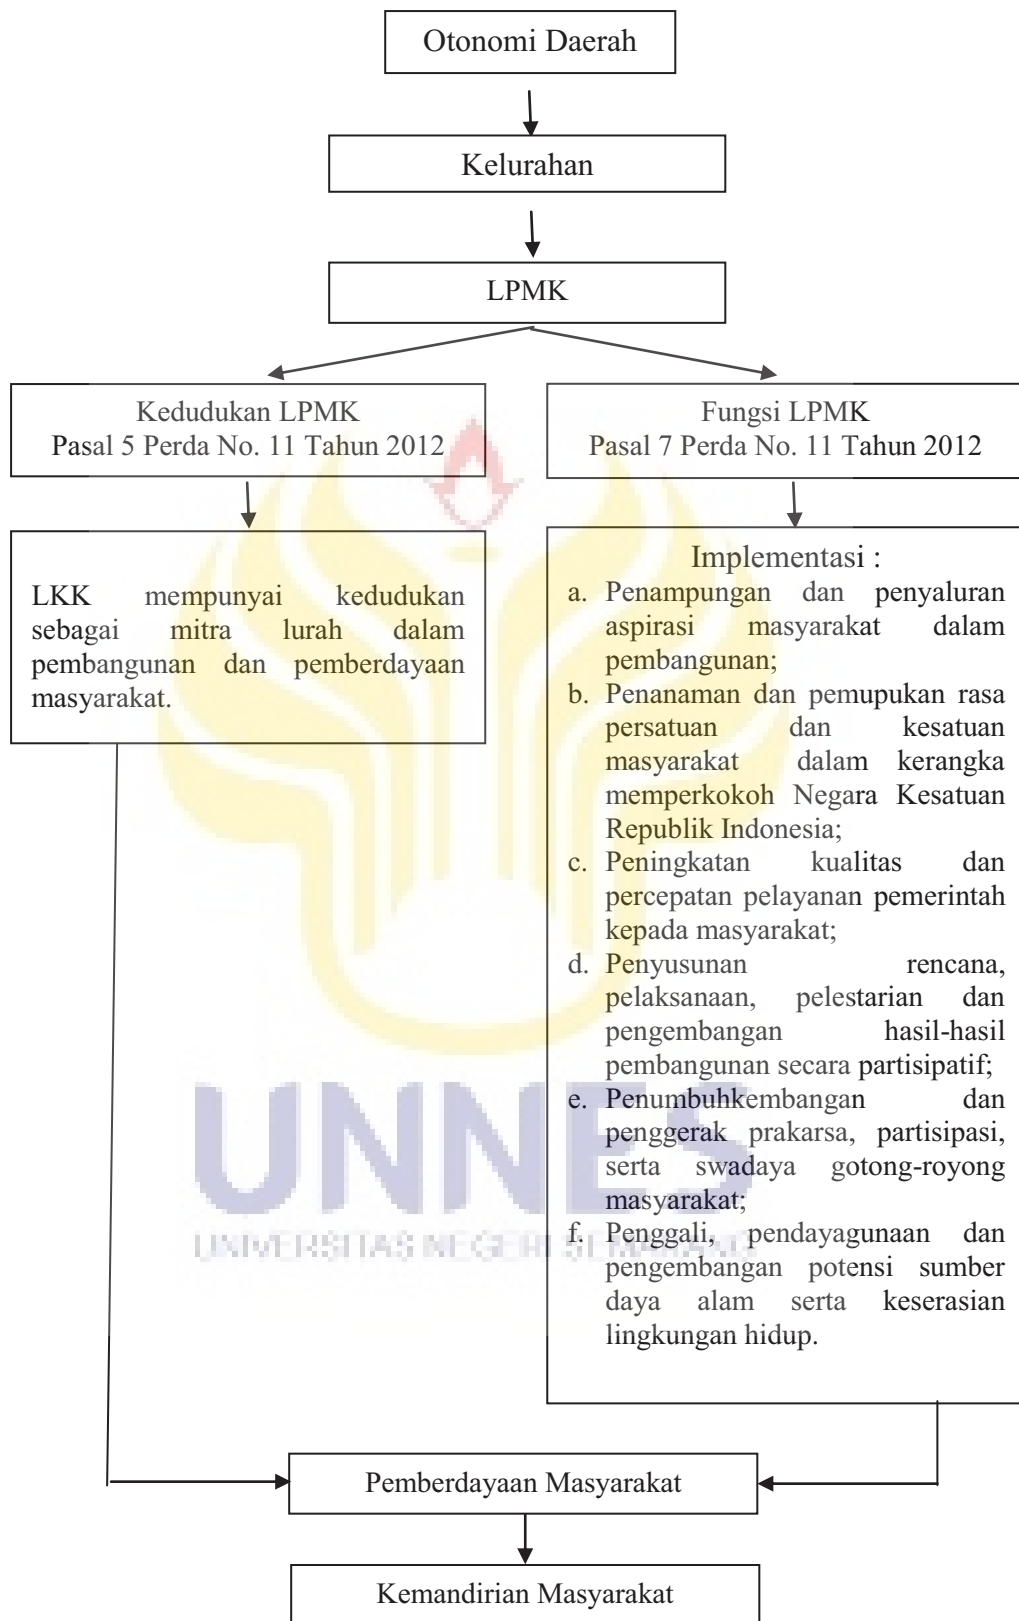 Otonomi Daerah
Kelurahan
LPMK
Kedudukan LPMK
Pasal 5 Perda No. 11 Tahun 2012
Fungsi LPMK
Pasal 7 Perda No. 11 Tahun 2012
LKK mempunyai kedudukan
sebagai mitra lurah dalam
pembangunan dan pemberdayaan
masyarakat.
Implementasi :
a. Penampungan dan penyaluran
aspirasi masyarakat dalam
pembangunan;
b. Penanaman dan pemupukan rasa
persatuan dan kesatuan
masyarakat dalam kerangka
memperkokoh Negara Kesatuan
Republik Indonesia;
c. Peningkatan kualitas dan
percepatan pelayanan pemerintah
kepada masyarakat;
d. Penyusunan rencana,
pelaksanaan, pelestarian dan
pengembangan hasil-hasil
pembangunan secara partisipatif;
e. Penumbuhkembangan dan
penggerak prakarsa, partisipasi,
serta swadaya gotong-royong
masyarakat;
f. Penggali, pendayagunaan dan
pengembangan potensi sumber
daya alam serta keserasian
lingkungan hidup.
UNNES
UNIVERSITAS NEGERI SEMARANG
Pemberdayaan Masyarakat
Kemandirian Masyarakat